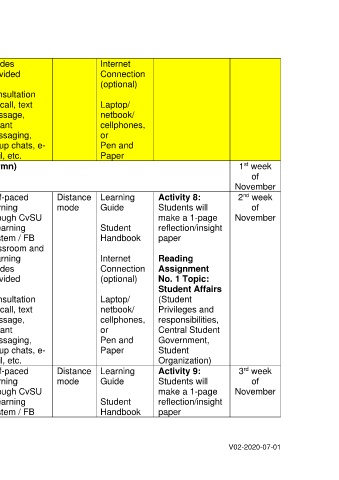 des
vided
nsultation
call, text
ssage,
ant
ssaging,
up chats, e-
l, etc.
Internet
Connection
(optional)
Laptop/
netbook/
cellphones,
or
Pen and
Paper
mn)
1st week
of
November
f-paced
rning
ough CvSU
earning
tem / FB
ssroom and
rning
des
vided
nsultation
call, text
ssage,
ant
ssaging,
up chats, e-
l, etc.
Distance
mode
Learning
Guide
Student
Handbook
Internet
Connection
(optional)
Laptop/
netbook/
cellphones,
or
Pen and
Paper
Activity 8:
Students will
make a 1-page
reflection/insight
paper
Reading
Assignment
No. 1 Topic:
Student Affairs
(Student
Privileges and
responsibilities,
Central Student
Government,
Student
Organization)
2nd week
of
November
f-paced
rning
ough CvSU
earning
stem / FB
Distance
mode
Learning
Guide
Student
Handbook
Activity 9:
Students will
make a 1-page
reflection/insight
paper
3rd week
of
November
V02-2020-07-01